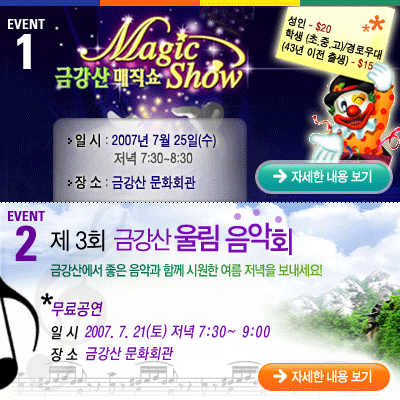 EVENT
1
Magic Show
금강산 매직쇼
성인 - $20
학생 (초,중,고)/경로우대
(43년 이전 출생) - $15
일 시 : 2007년 7월 25일(수)
저녁 7:30~8:30
장 소 : 금강산 문화회관
자세한 내용 보기
EVENT
2
제 3회 금강산 울림 음악회
금강산에서 좋은 음악과 함께 시원한 여름 저녁을 보내세요!
*무료공연
일 시 2007. 7. 21(토) 저녁 7:30~ 9:00
장 소 금강산 문화회관
자세한 내용 보기